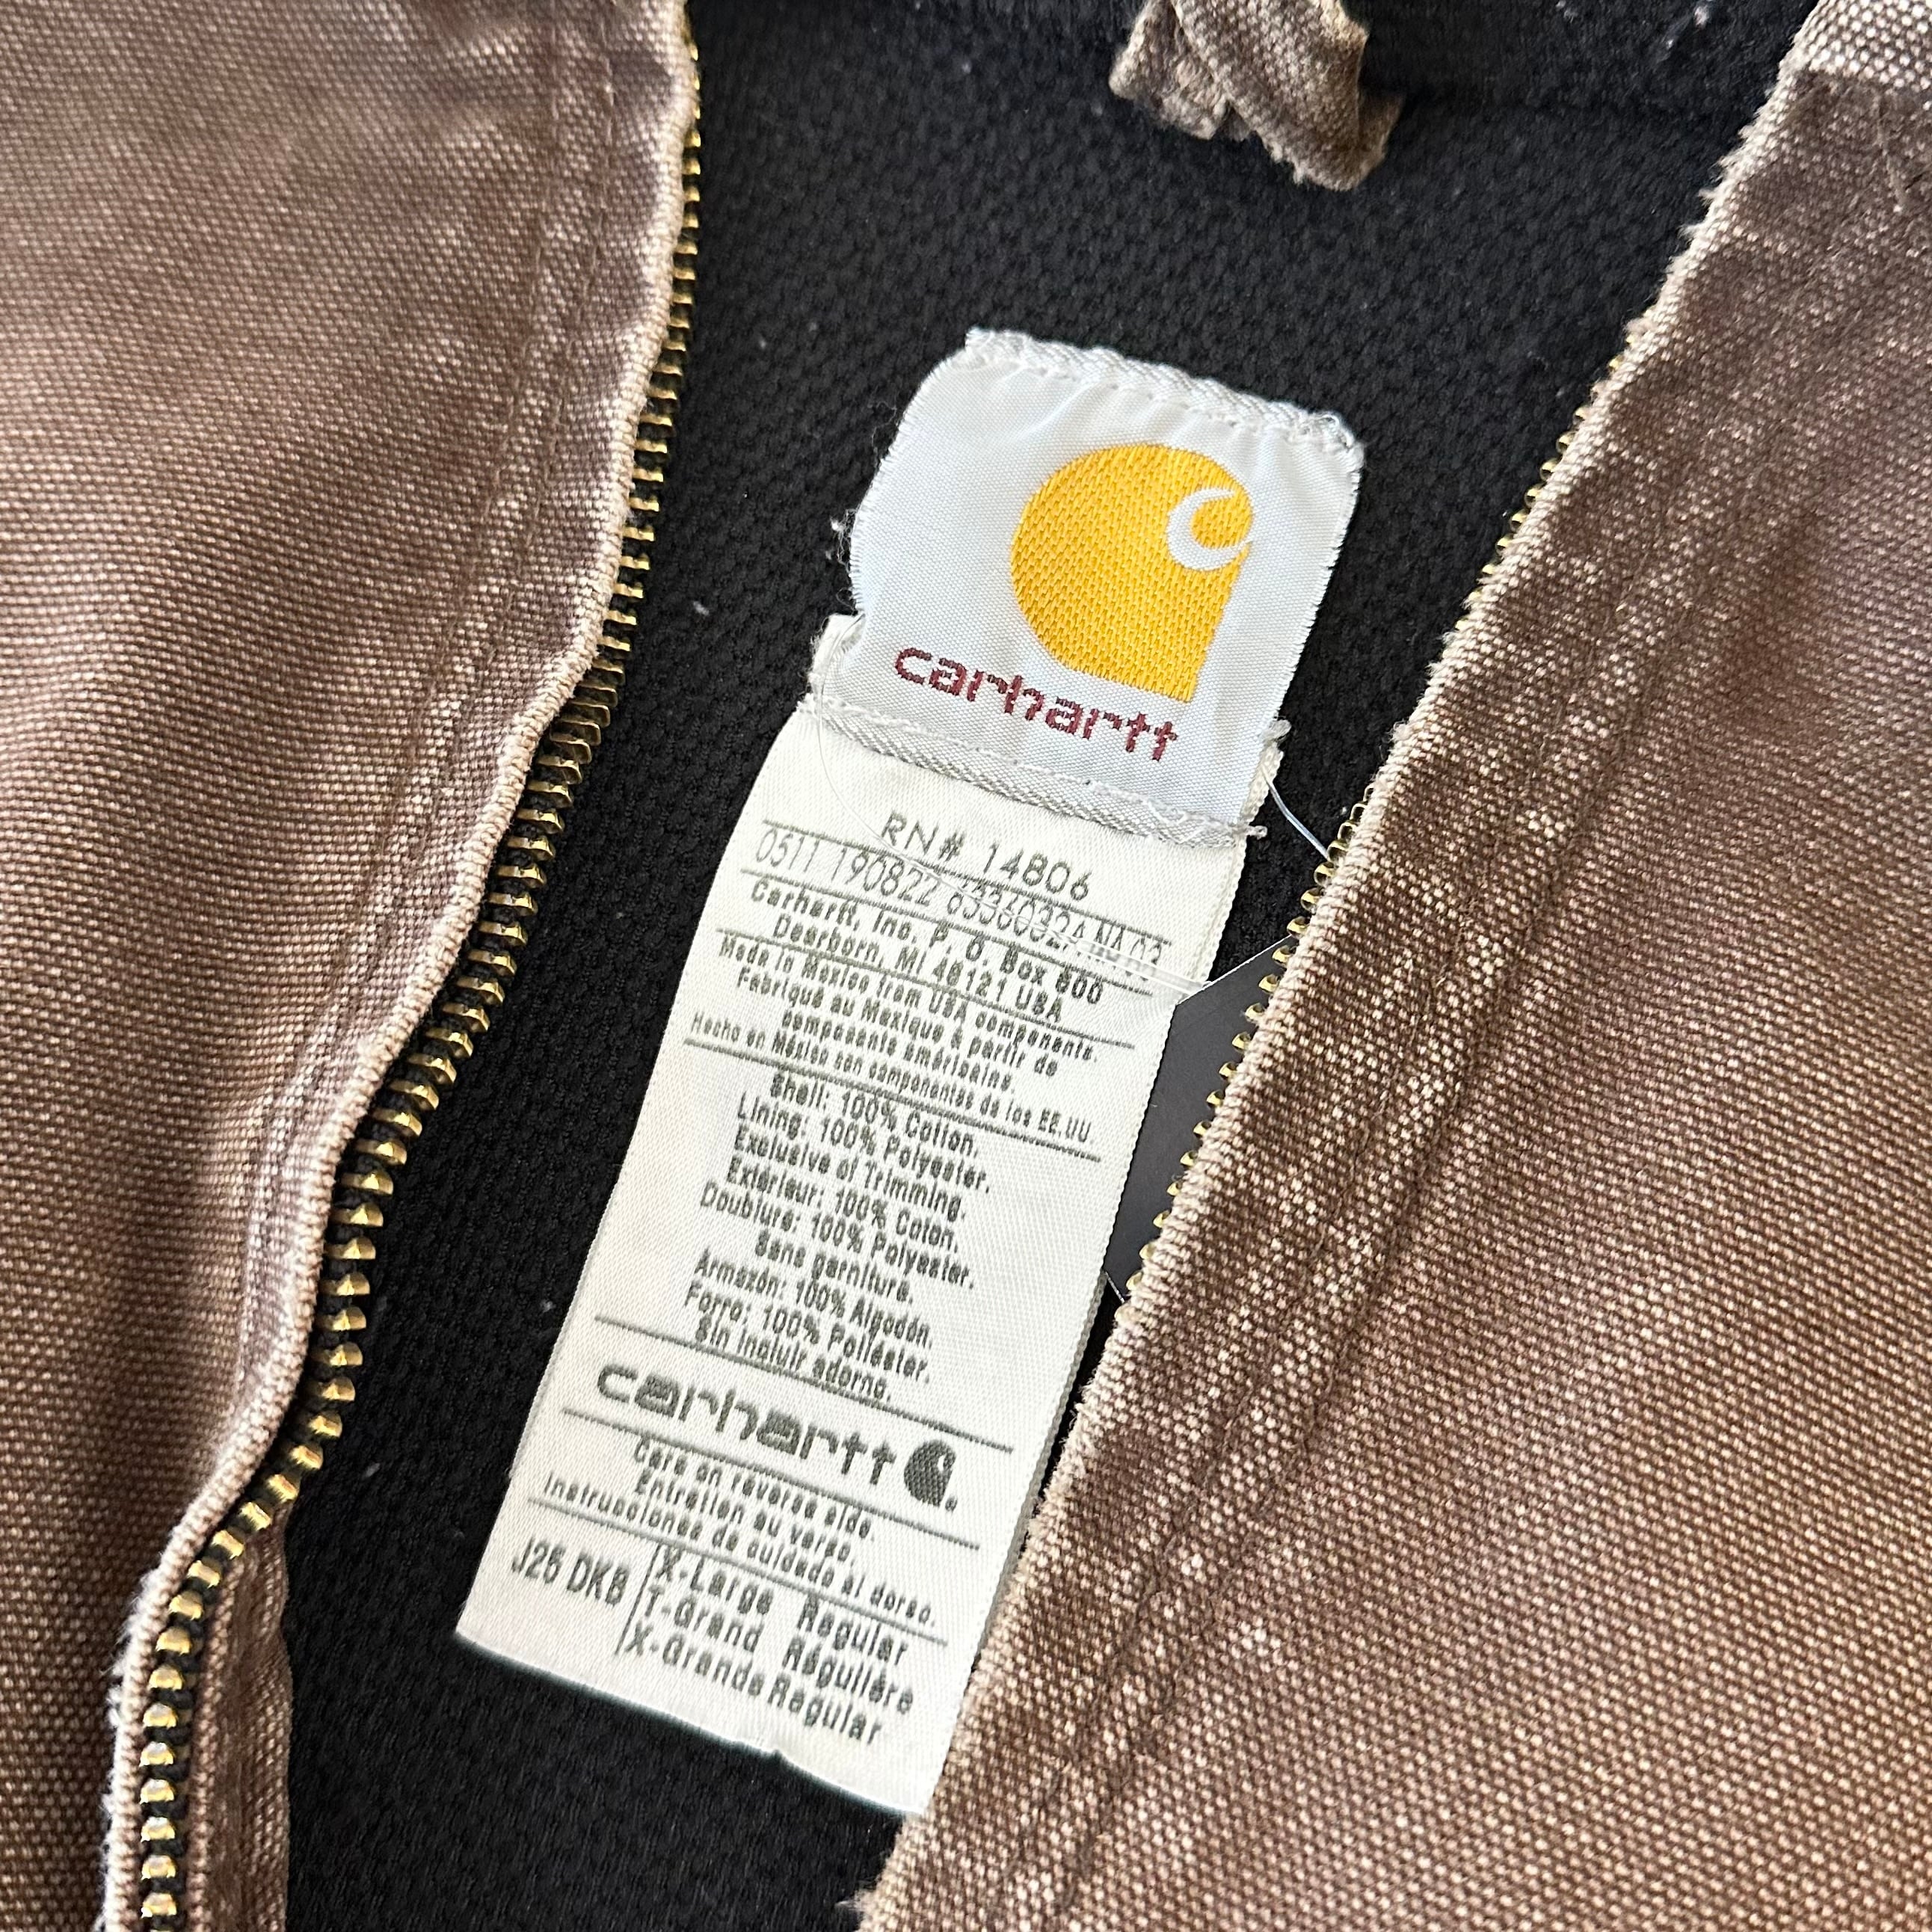 carhartt
RN# 14806
0511 190822 6336032A NA 03
Carhartt, Inc. P. O. Box 600
Dearborn, MI 48121 USA
Made in Mexico from USA components.
Fabriqué au Mexique à partir de
components américains.
Hecho en México con componentes de los EE.UU.
Shell: 100% Cotton.
Lining: 100% Polyester.
Exclusive of Trimming.
Extérieur: 100% Coton.
Doublure: 100% Polyester.
Sans garniture.
Armazón: 100% Algodón.
Forro: 100% Poliéster.
Sin incluir adorno.
carhartt
Care on reverse side.
Entretien au verso.
Instrucciones de cuidado al dorso.
J25 DKB X-Large Regular
T-Grand Régulière
X-Grande Regular